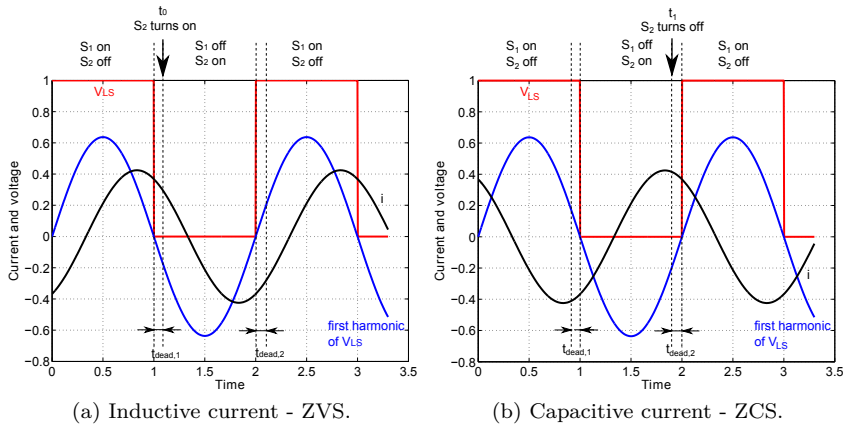 t0
S2 turns on
S1 on
S2 off
S1 off
S2 on
S1 on
S2 off
VLS
i
first harmonic
of VLS
tdead,1
tdead,2
1
0.8
0.6
0.4
0.2
0
−0.2
−0.4
−0.6
−0.8
0
0.5
1
1.5
2
2.5
3
3.5
Current and voltage
Time
(a) Inductive current - ZVS.
t1
S2 turns off
S1 on
S2 off
S1 off
S2 on
S1 on
S2 off
VLS
i
first harmonic
of VLS
tdead,1
tdead,2
1
0.8
0.6
0.4
0.2
0
−0.2
−0.4
−0.6
−0.8
0
0.5
1
1.5
2
2.5
3
3.5
Current and voltage
Time
(b) Capacitive current - ZCS.